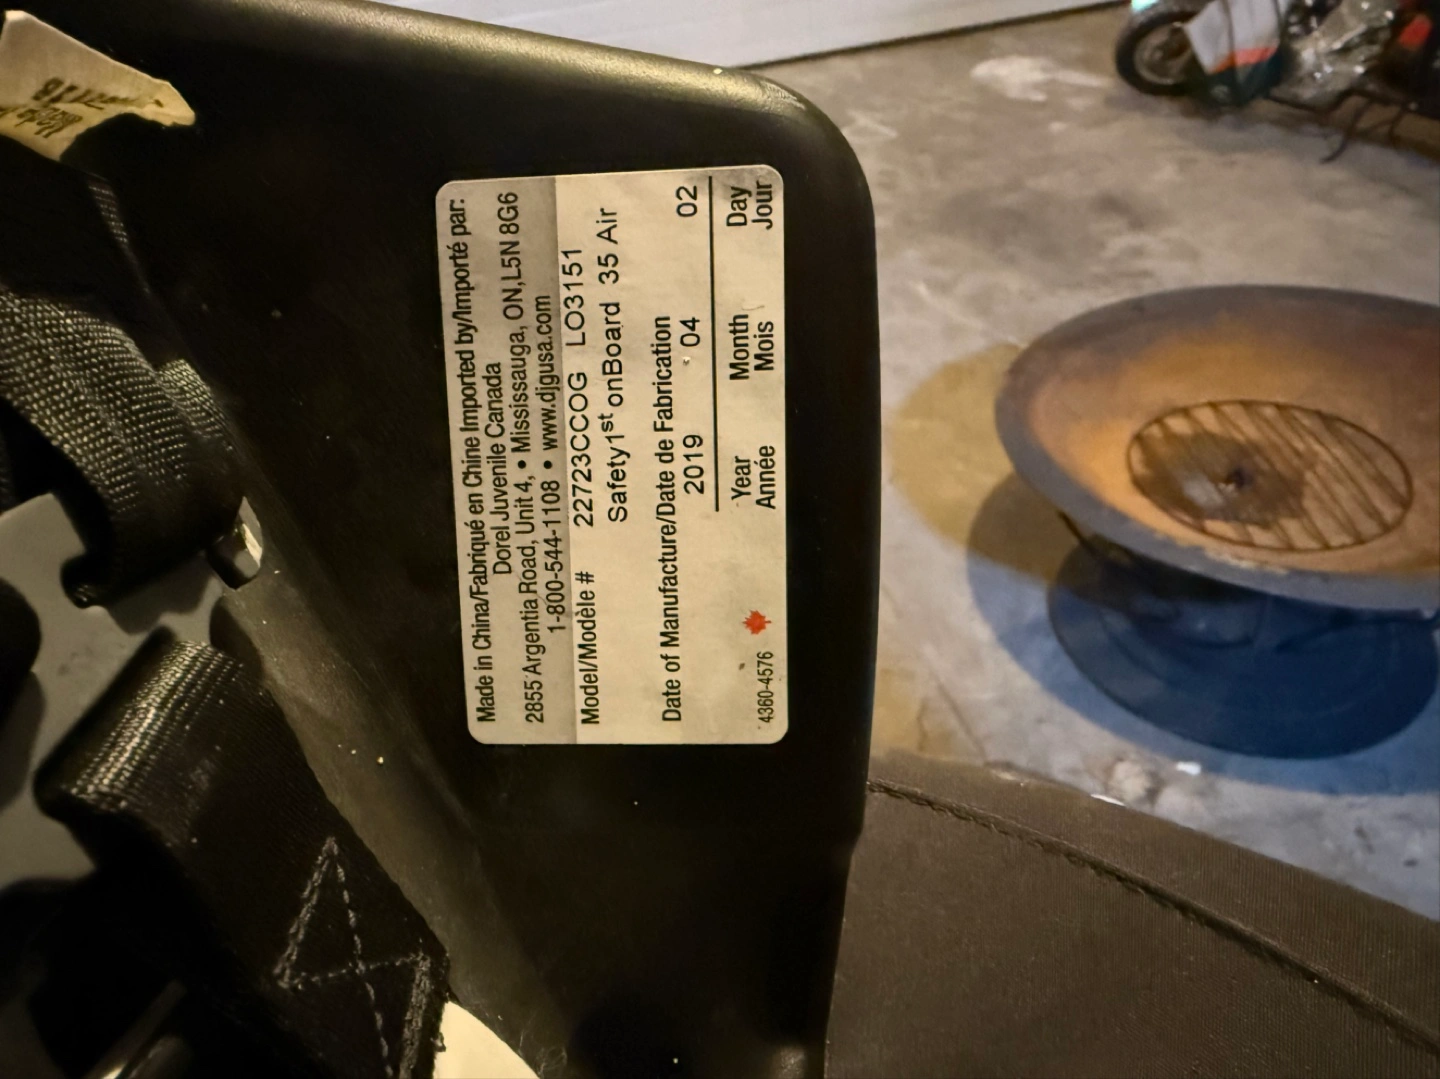 Made in China/Fabriqué en Chine Imported by/Importé par:
Dorel Juvenile Canada
2855 Argentia Road, Unit 4, • Mississauga, ON, L5N 8G6
1-800-544-1108 • www.djgusa.com
Model/Modèle # 22723CCOG LO3151
Safety1st onBoard 35 Air
Date of Manufacture/Date de Fabrication
2019 04 02
Year Month Day
Année Mois Jour
4360-4576